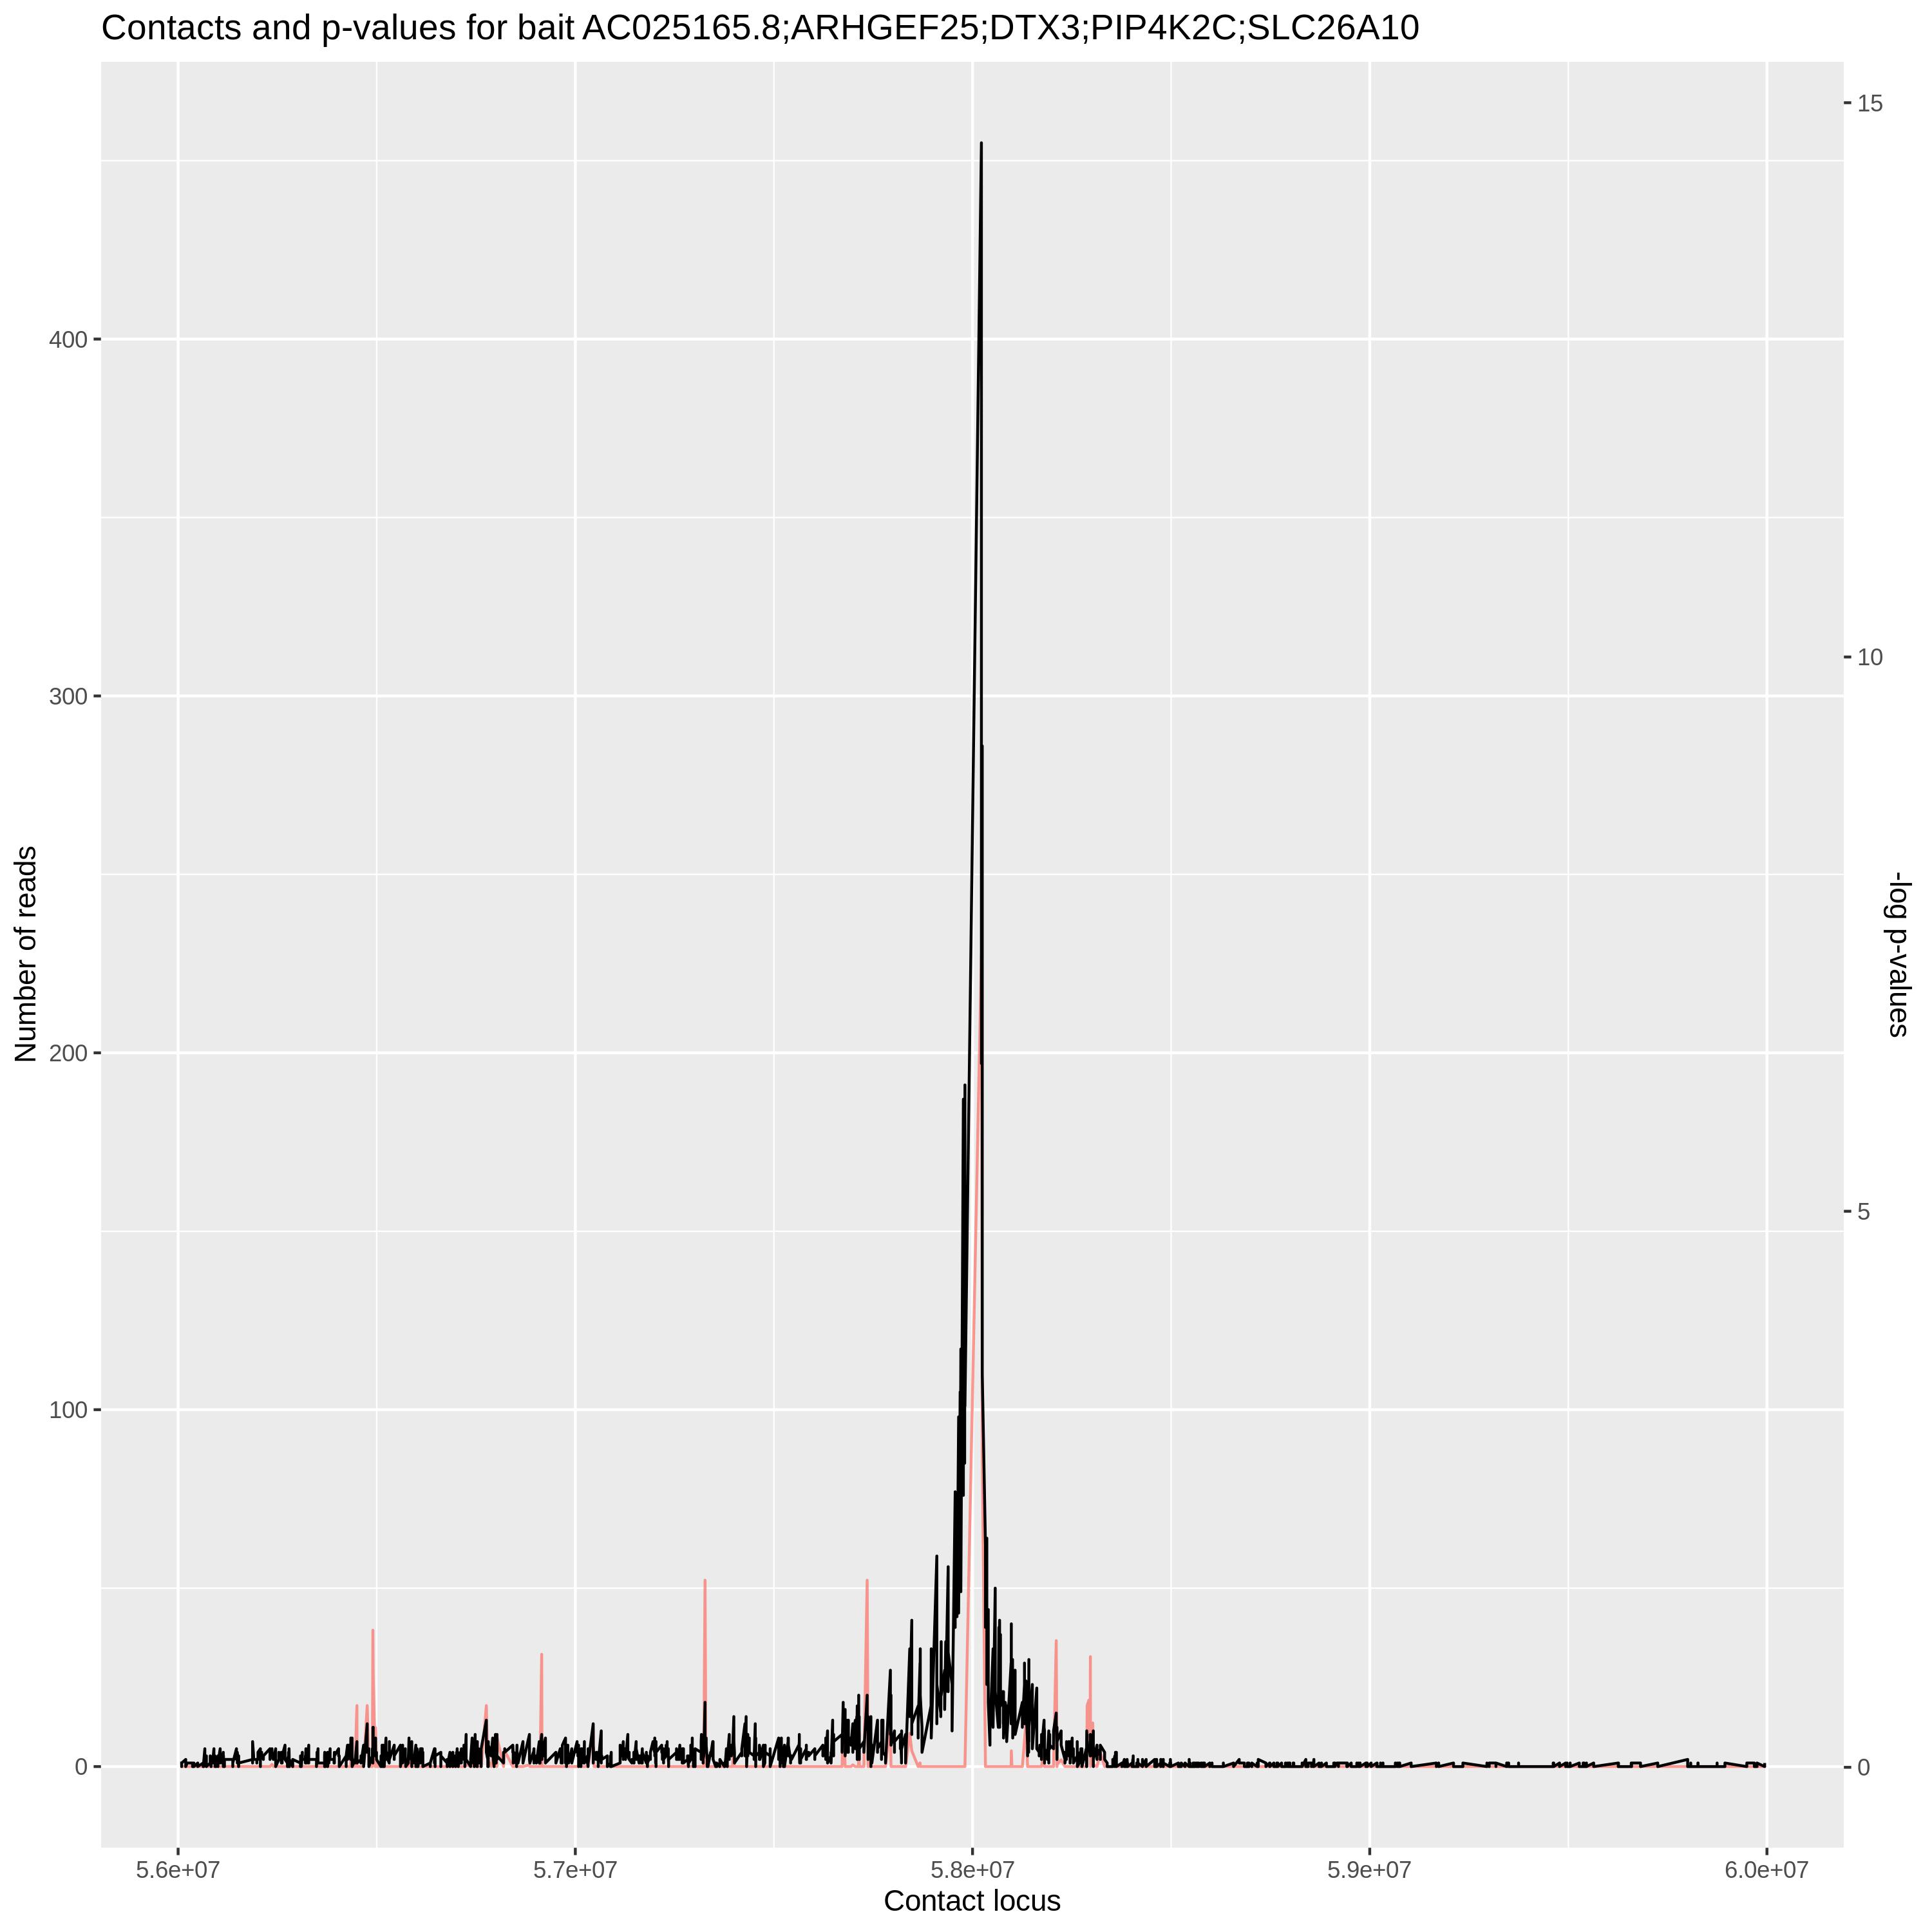 Contacts and p-values for bait AC025165.8;ARHGEF25;DTX3;PIP4K2C;SLC26A10
Number of reads
400
300
200
100
0
15
10
5
0
-log p-values
5.6e+07 5.7e+07 5.8e+07 5.9e+07 6.0e+07
Contact locus